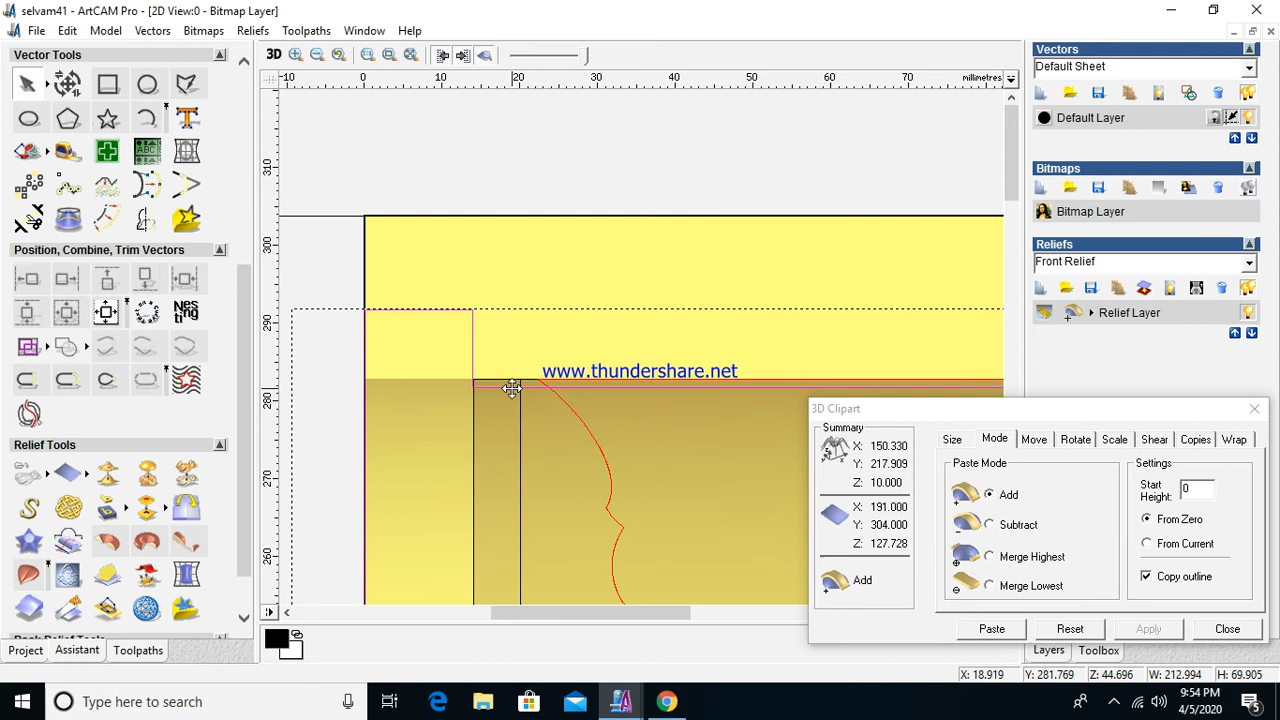 selvam41 - ArtCAM Pro - [2D View:0 - Bitmap Layer]
File Edit Model Vectors Bitmaps Reliefs Toolpaths Window Help
Vector Tools
3D
-10 0 10 20 30 40 50 60 70 millimetres
310
300
290
280
270
260
Position, Combine, Trim Vectors
Relief Tools
Back Relief Tools
Project Assistant Toolpaths
www.thundershare.net
Vectors
Default Sheet
Default Layer
Bitmaps
Bitmap Layer
Reliefs
Front Relief
Relief Layer
3D Clipart
Summary
X: 150.330
Y: 217.909
Z: 10.000
X: 191.000
Y: 304.000
Z: 127.728
Add
Size Mode Move Rotate Scale Shear Copies Wrap
Paste Mode
Add
Subtract
Merge Highest
Merge Lowest
Settings
Start Height: 0
From Zero
From Current
Copy outline
Paste Reset Apply Close
Layers Toolbox
X: 18.919 Y: 281.769 Z: 44.696 W: 212.994 H: 69.905
Type here to search
9:54 PM
4/5/2020
5